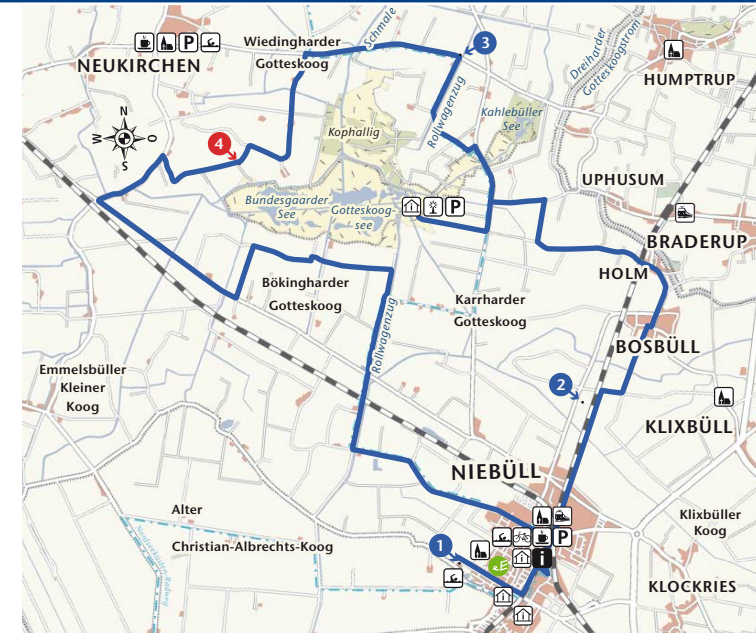 NEUKIRCHEN
Wiedingharder
Gotteskoog
Schmale
3
Dreiharder
Gotteskoogstrom
HUMPTRUP
N
W
O
S
4
Kophallig
Rollwagenzug
Kahlebüller
See
UPHUSUM
Bundesgaarder
See
Gotteskoog-
see
P
P
BRADERUP
HOLM
Bökingharder
Gotteskoog
Karrharder
Gotteskoog
Rollwagenzug
BOSBÜLL
Emmelsbüller
Kleiner
Koog
2
KLIXBÜLL
NIEBÜLL
Alter
Christian-Albrechts-Koog
1
P
i
E
Klixbüller
Koog
KLOCKRIES